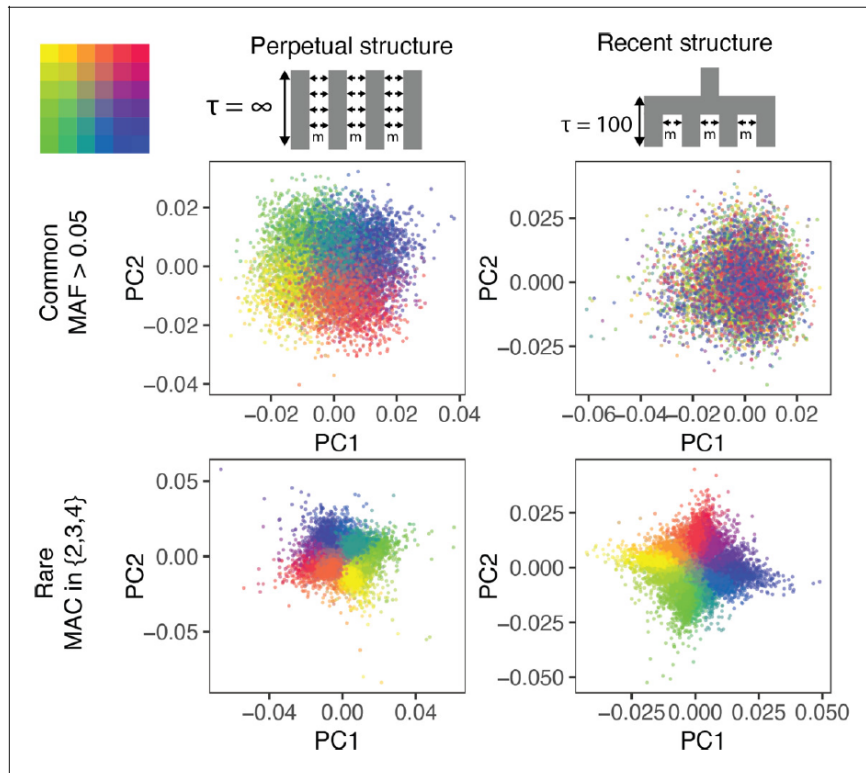 Perpetual structure
Recent structure
τ = ∞
m m m
τ = 100
m m m
Common
MAF > 0.05
PC2
0.02
0.00
−0.02
−0.04
−0.02 0.00 0.02 0.04
PC1
PC2
0.025
0.000
−0.025
−0.06 −0.04 −0.02 0.00 0.02
PC1
Rare
MAC in {2,3,4}
PC2
0.05
0.00
−0.05
−0.04 0.00 0.04
PC1
PC2
0.025
0.000
−0.025
−0.050
−0.025 0.000 0.025 0.050
PC1